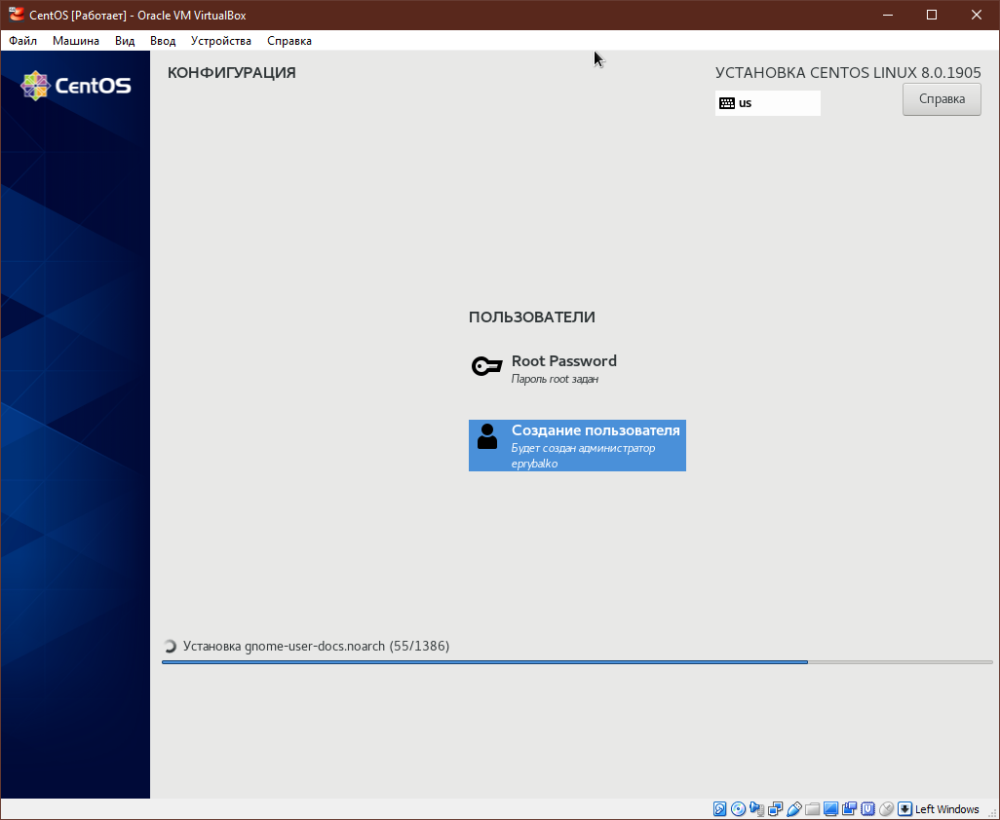 CentOS [Работает] - Oracle VM VirtualBox
Файл Машина Вид Ввод Устройства Справка
CentOS
КОНФИГУРАЦИЯ
УСТАНОВКА CENTOS LINUX 8.0.1905
us
Справка
ПОЛЬЗОВАТЕЛИ
Root Password
Пароль root задан
Создание пользователя
Будет создан администратор
eprybalko
Установка gnome-user-docs.noarch (55/1386)
Left Windows